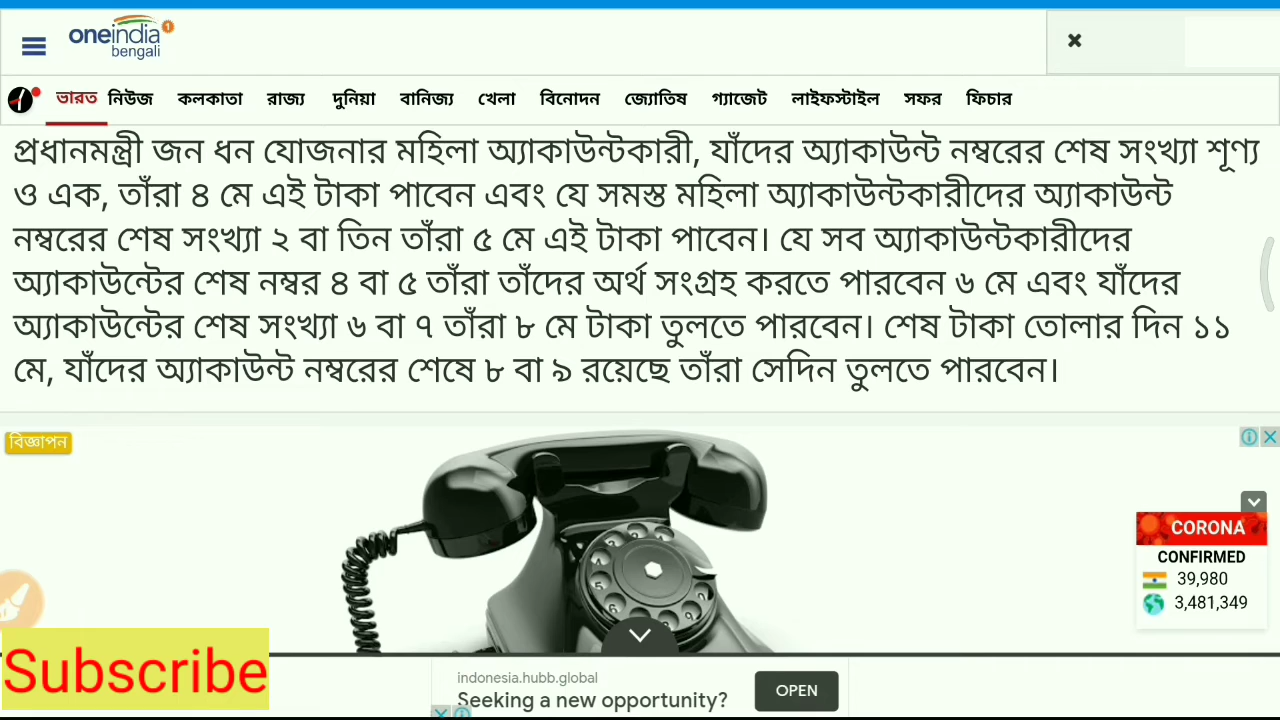 oneindia 1
bengali
ভারত নিউজ কলকাতা রাজ্য দুনিয়া বানিজ্য খেলা বিনোদন জ্যোতিষ গ্যাজেট লাইফস্টাইল সফর ফিচার
প্রধানমন্ত্রী জন ধন যোজনার মহিলা অ্যাকাউন্টকারী, যাঁদের অ্যাকাউন্ট নম্বরের শেষ সংখ্যা শূণ্য
ও এক, তাঁরা ৪ মে এই টাকা পাবেন এবং যে সমস্ত মহিলা অ্যাকাউন্টকারীদের অ্যাকাউন্ট
নম্বরের শেষ সংখ্যা ২ বা তিন তাঁরা ৫ মে এই টাকা পাবেন। যে সব অ্যাকাউন্টকারীদের
অ্যাকাউন্টের শেষ নম্বর ৪ বা ৫ তাঁরা তাঁদের অর্থ সংগ্রহ করতে পারবেন ৬ মে এবং যাঁদের
অ্যাকাউন্টের শেষ সংখ্যা ৬ বা ৭ তাঁরা ৮ মে টাকা তুলতে পারবেন। শেষ টাকা তোলার দিন ১১
মে, যাঁদের অ্যাকাউন্ট নম্বরের শেষে ৮ বা ৯ রয়েছে তাঁরা সেদিন তুলতে পারবেন।
বিজ্ঞাপন
CORONA
CONFIRMED
39,980
3,481,349
Subscribe
indonesia.hubb.global
Seeking a new opportunity?
OPEN